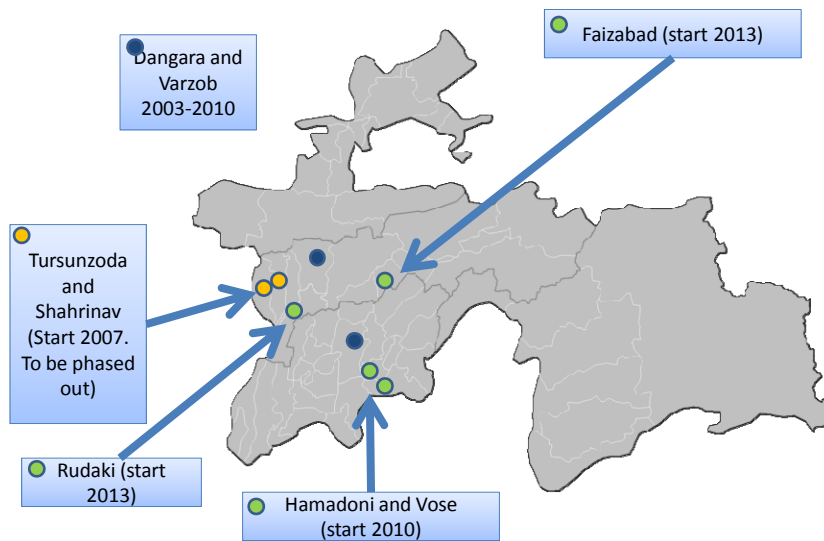 Dangara and
Varzob
2003-2010
Faizabad (start 2013)
Tursunzoda
and
Shahrinav
(Start 2007.
To be phased
out)
Rudaki (start
2013)
Hamadoni and Vose
(start 2010)